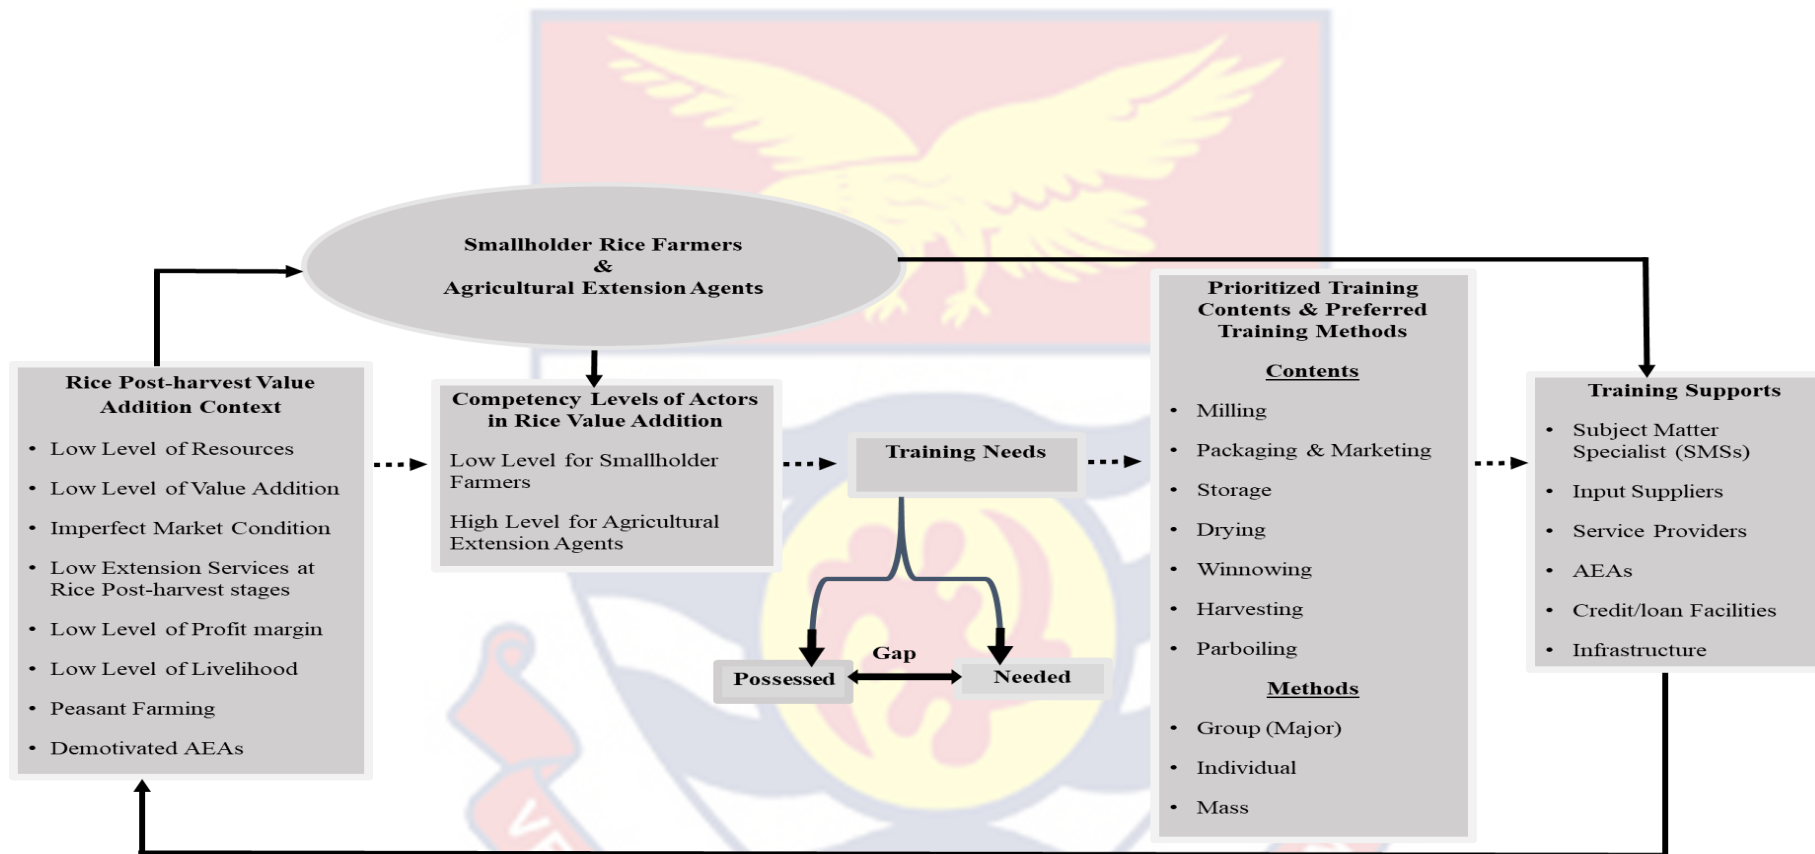 Smallholder Rice Farmers
&
Agricultural Extension Agents
Rice Post-harvest Value
Addition Context
• Low Level of Resources
• Low Level of Value Addition
• Imperfect Market Condition
• Low Extension Services at
Rice Post-harvest stages
• Low Level of Profit margin
• Low Level of Livelihood
• Peasant Farming
• Demotivated AEAs
Competency Levels of Actors
in Rice Value Addition
Low Level for Smallholder
Farmers
High Level for Agricultural
Extension Agents
Training Needs
Possessed
Gap
Needed
Prioritized Training
Contents & Preferred
Training Methods
Contents
• Milling
• Packaging & Marketing
• Storage
• Drying
• Winnowing
• Harvesting
• Parboiling
Methods
• Group (Major)
• Individual
• Mass
Training Supports
• Subject Matter
Specialist (SMSs)
• Input Suppliers
• Service Providers
• AEAs
• Credit/loan Facilities
• Infrastructure